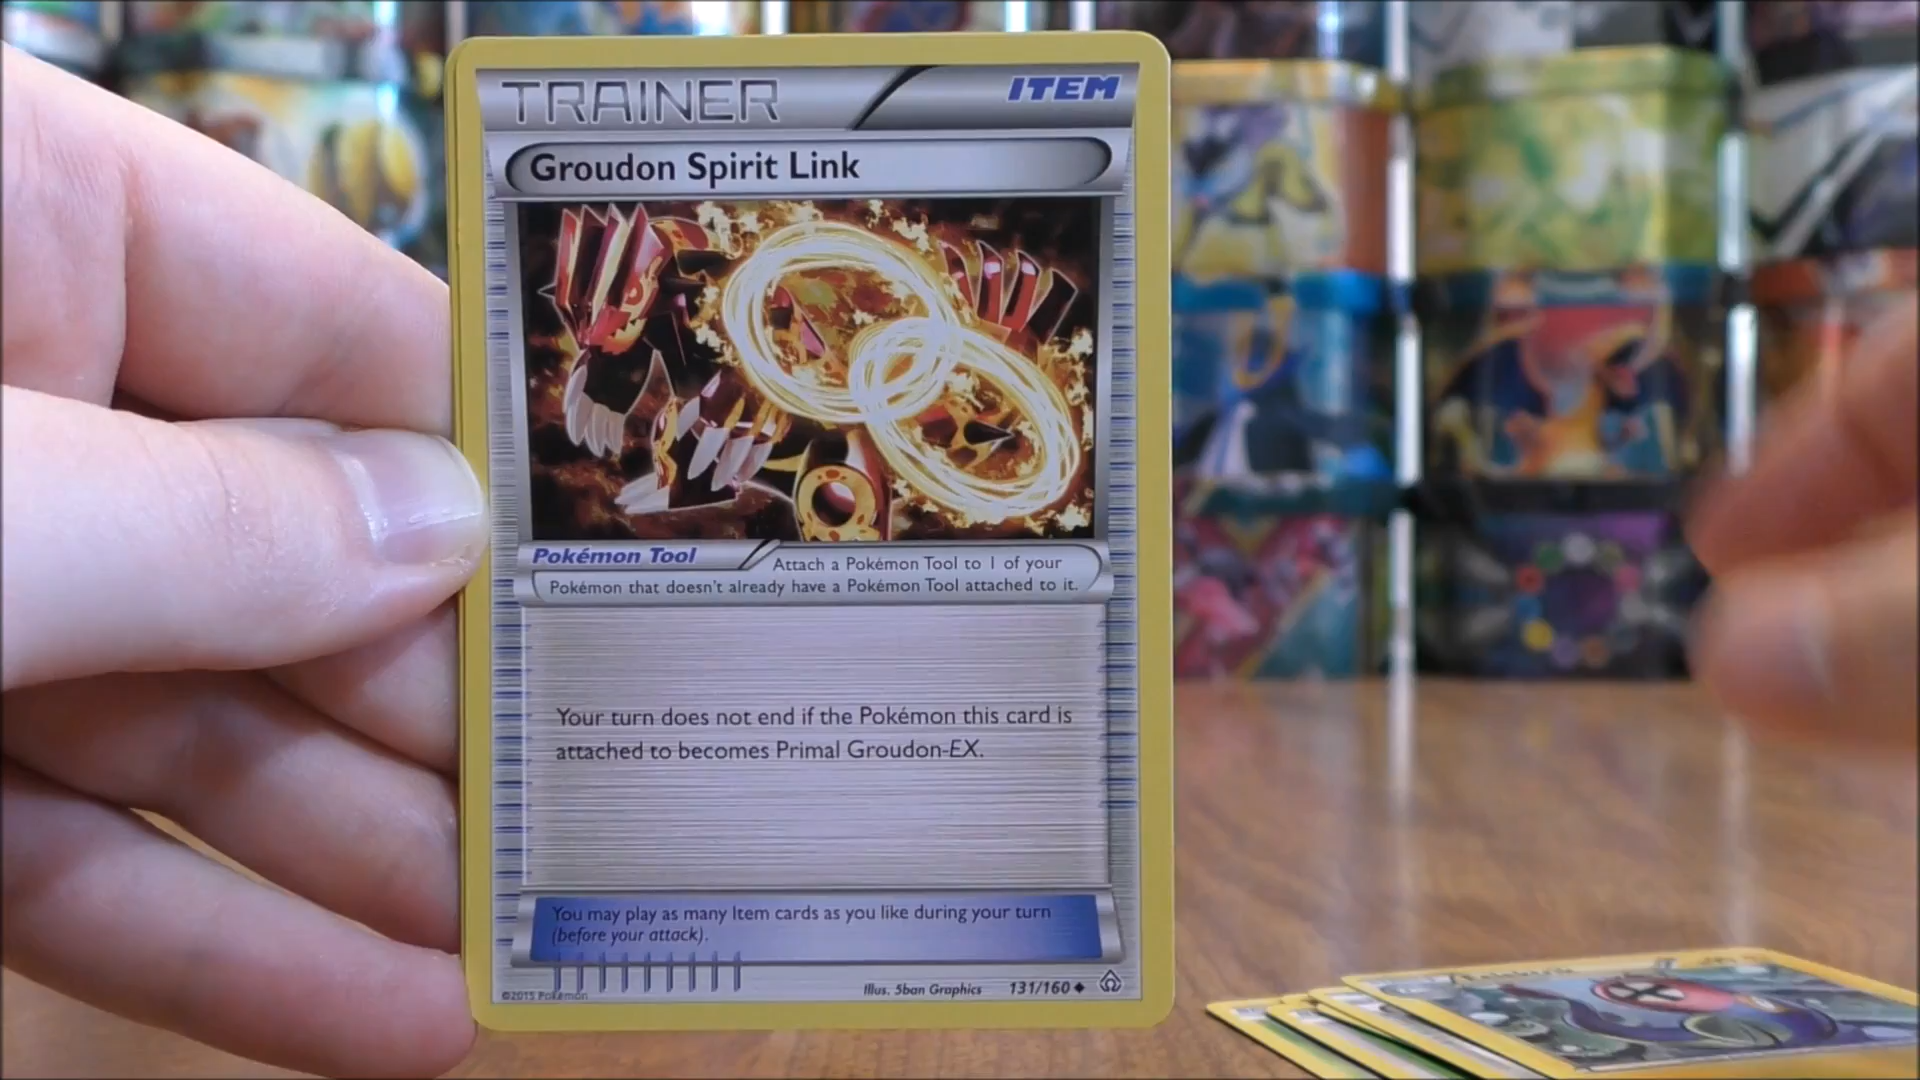 TRAINER
ITEM
Groudon Spirit Link
Pokémon Tool
Attach a Pokémon Tool to 1 of your
Pokémon that doesn't already have a Pokémon Tool attached to it.
Your turn does not end if the Pokémon this card is
attached to becomes Primal Groudon-EX.
You may play as many Item cards as you like during your turn
(before your attack).
©2015 Pokémon
Illus. 5ban Graphics
131/160